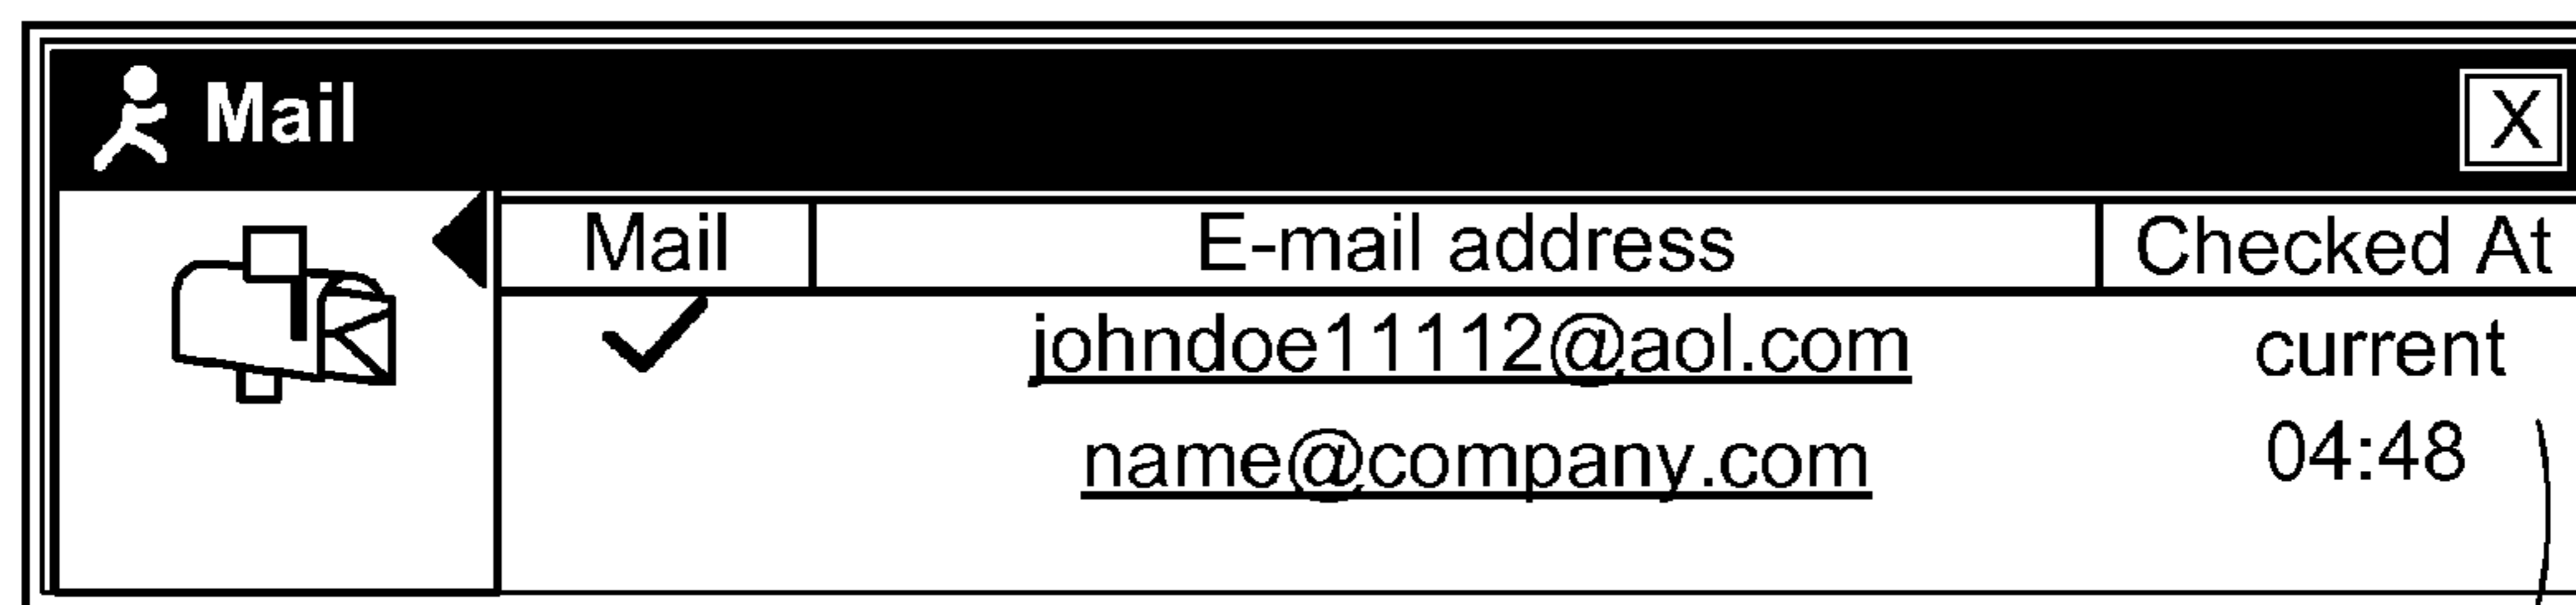 Mail X
Mail E-mail address Checked At
johndoe11112@aol.com current
name@company.com 04:48